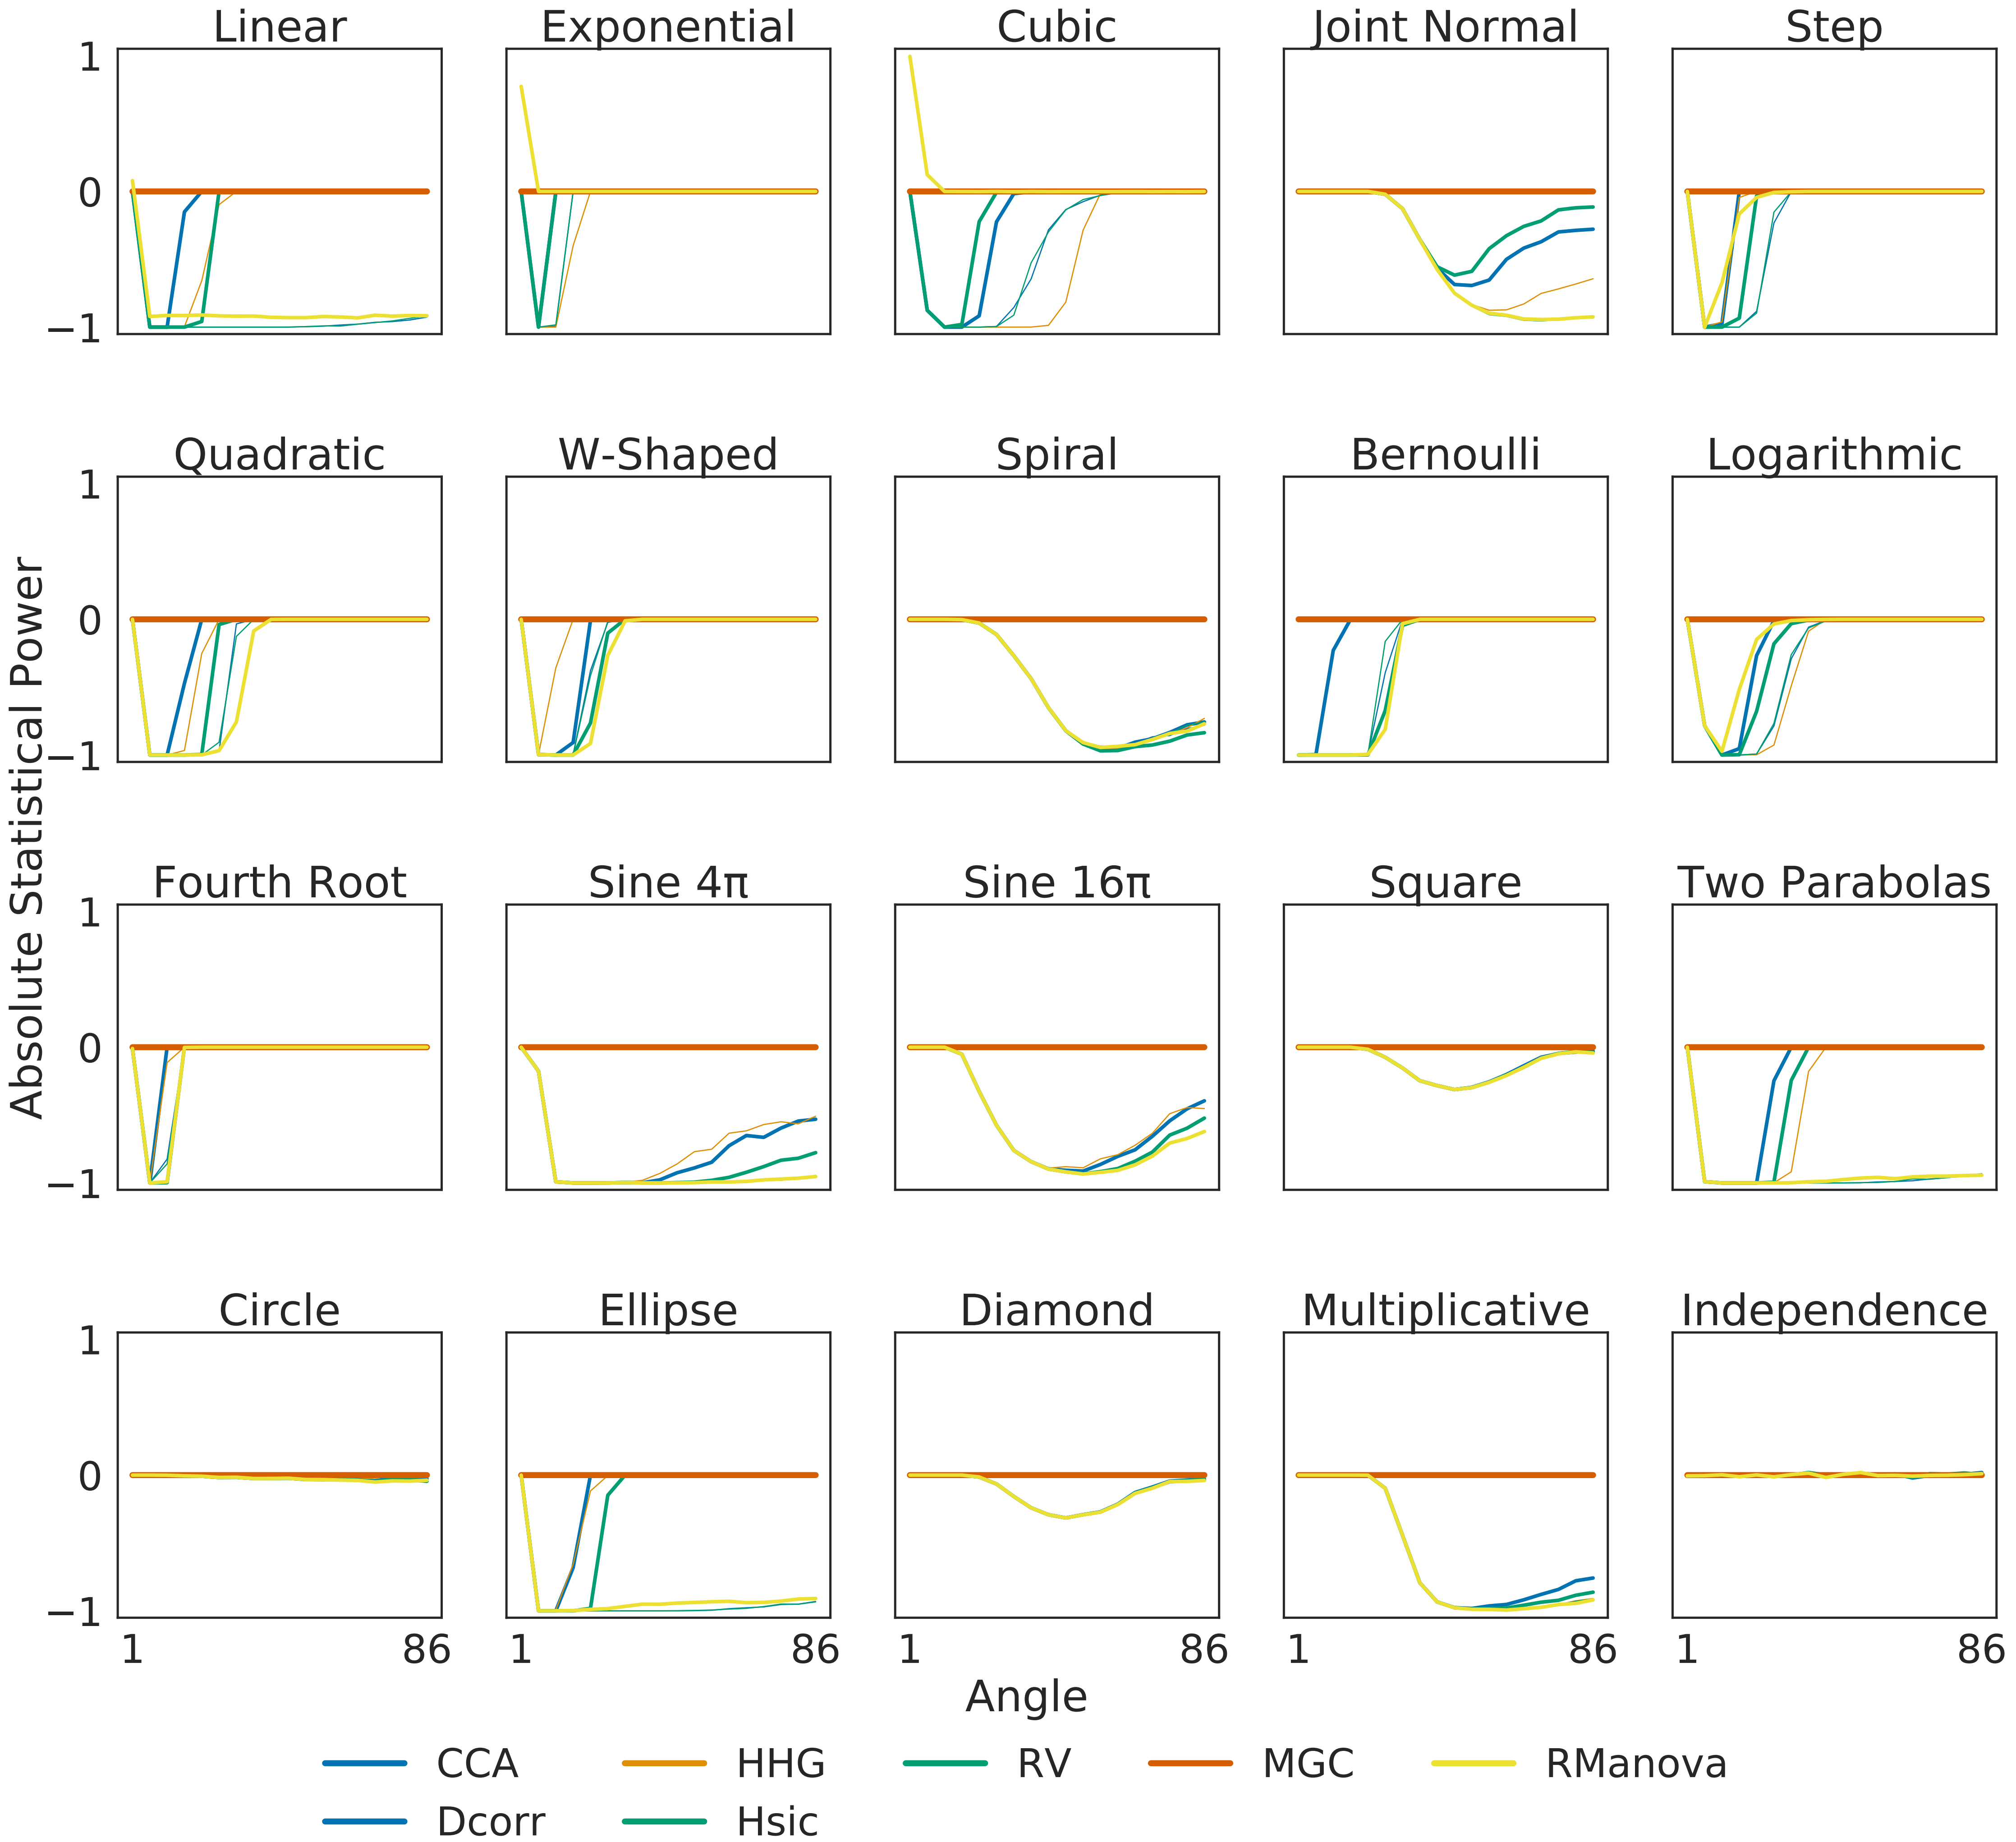 Linear Exponential Cubic Joint Normal Step
1
0
−1
Quadratic W-Shaped Spiral Bernoulli Logarithmic
1
0
−1
Absolute Statistical Power
Fourth Root Sine 4π Sine 16π Square Two Parabolas
1
0
−1
Circle Ellipse Diamond Multiplicative Independence
1
0
−1
1 86 1 86 1 86 1 86 1 86
Angle
CCA HHG RV MGC RManova
Dcorr Hsic